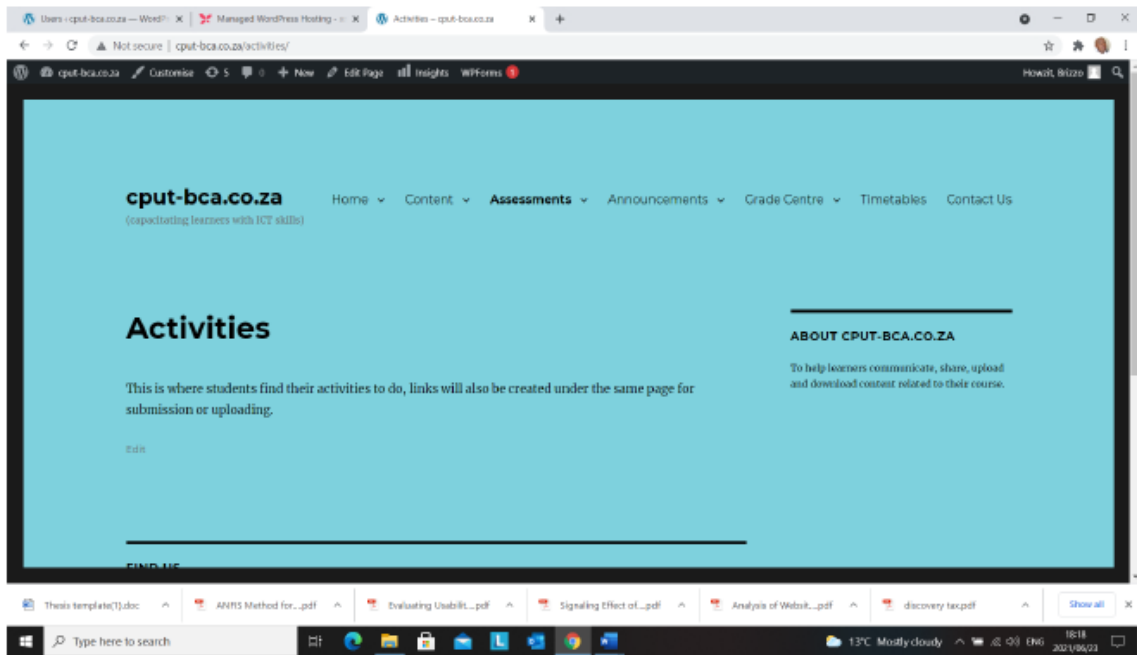 Users ‹ cput-bca.co.za — WordPr
Managed WordPress Hosting -
Activities – cput-bca.co.za
Not secure | cput-bca.co.za/activities/
cput-bca.co.za Customise 5 0 New Edit Page Insights WPForms 1
Howzit, Brizzo
cput-bca.co.za
(capacitating learners with ICT skills)
Home Content Assessments Announcements Grade Centre Timetables Contact Us
Activities
This is where students find their activities to do, links will also be created under the same page for
submission or uploading.
Edit
ABOUT CPUT-BCA.CO.ZA
To help learners communicate, share, upload
and download content related to their course.
FIND US
Thesis template(1).doc
ANFIS Method for....pdf
Evaluating Usabilit....pdf
Signaling Effect of....pdf
Analysis of Websit....pdf
discovery tax.pdf
Show all
Type here to search
13°C Mostly cloudy
ENG
18:18
2021/06/23